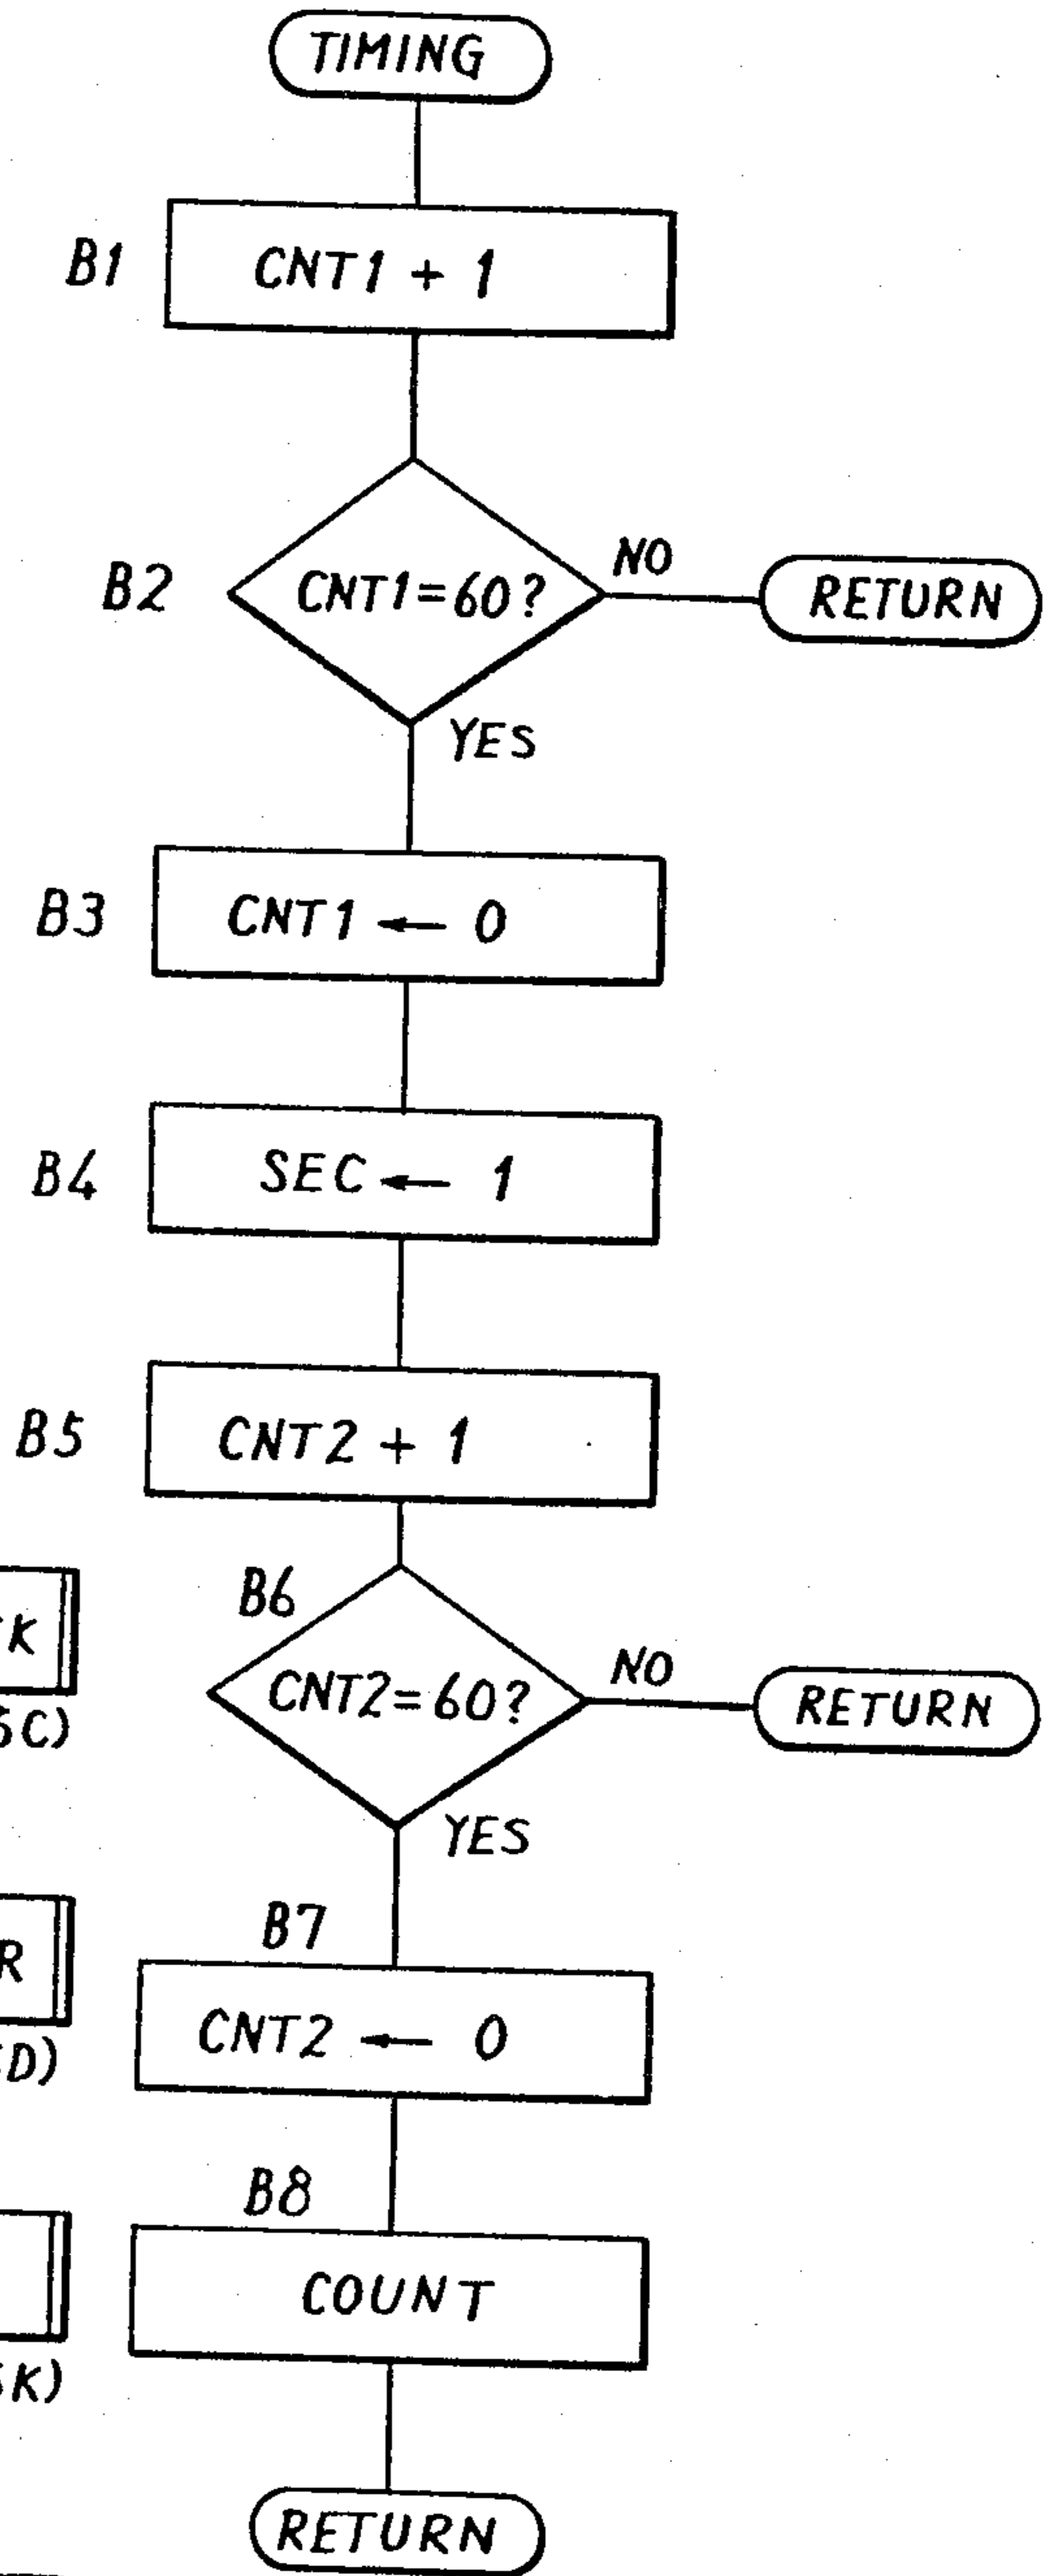 TIMING
B1
CNT1 + 1
B2
CNT1=60?
NO
RETURN
YES
B3
CNT1 ← 0
B4
SEC ← 1
B5
CNT2 + 1
B6
CNT2=60?
NO
RETURN
YES
B7
CNT2 ← 0
B8
COUNT
RETURN